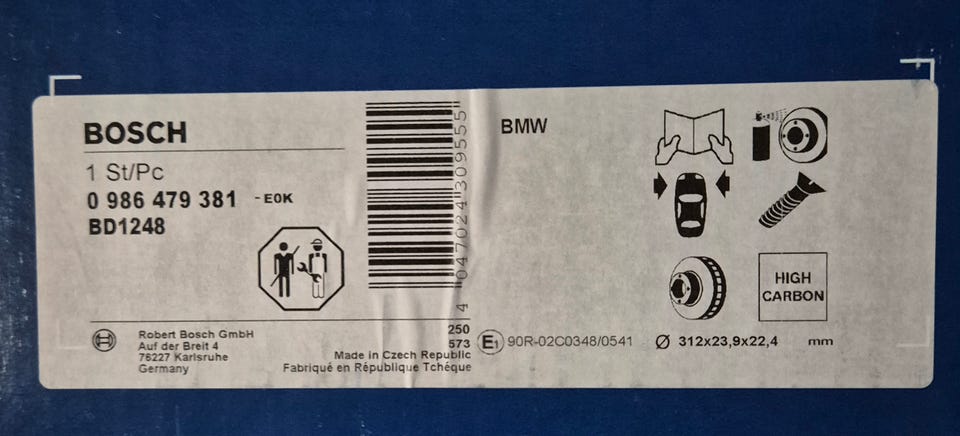 BOSCH
1 St/Pc
0 986 479 381 - E0K
BD1248
4 047024 309555
BMW
HIGH
CARBON
Robert Bosch GmbH
Auf der Breit 4
76227 Karlsruhe
Germany
250
573
Made in Czech Republic
Fabriqué en République Tchèque
E1 90R-02C0348/0541
Ø 312x23,9x22,4 mm